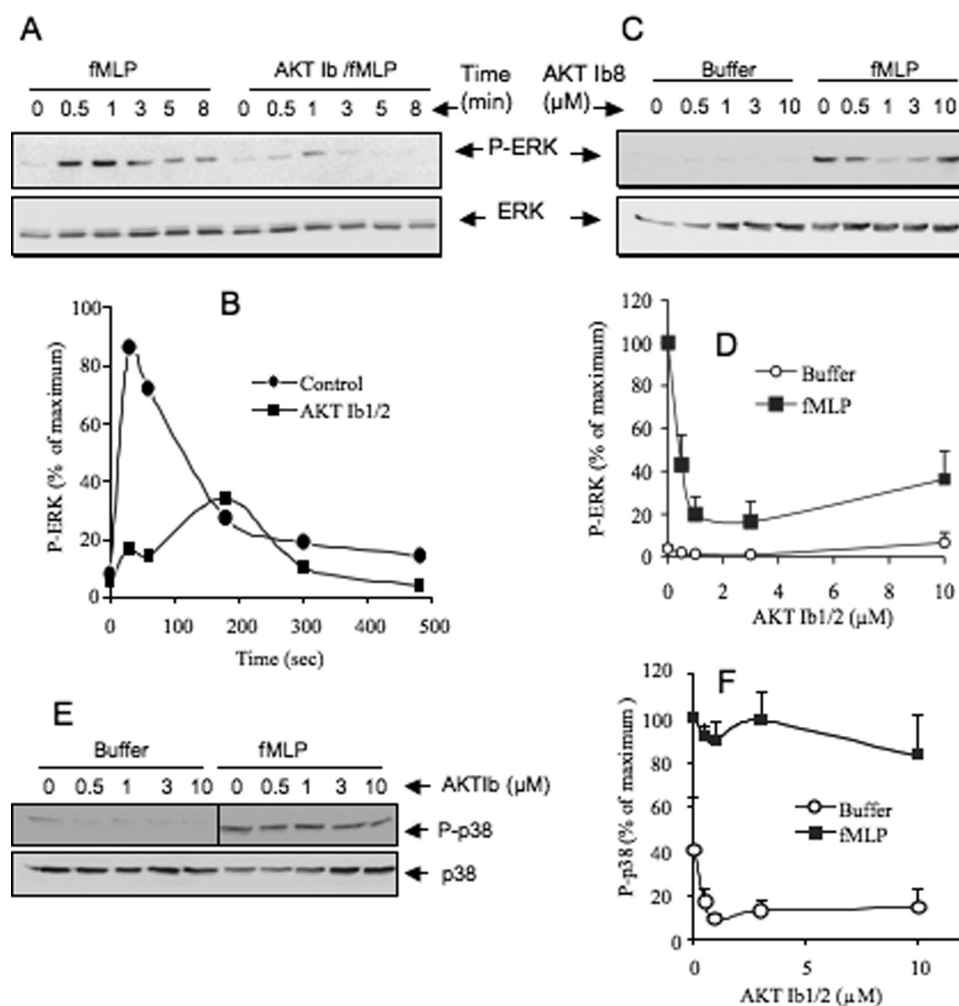 A
fMLP
AKT Ib /fMLP
0 0.5 1 3 5 8 0 0.5 1 3 5 8
Time
(min)
P-ERK
ERK
C
AKT Ib8
(µM)
Buffer
fMLP
0 0.5 1 3 10 0 0.5 1 3 10
B
100
80
60
40
20
0
P-ERK (% of maximum)
Control
AKT Ib1/2
0 100 200 300 400 500
Time (sec)
D
120
100
80
60
40
20
0
P-ERK (% of maximum)
Buffer
fMLP
0 2 4 6 8 10
AKT Ib1/2 (µM)
E
Buffer
fMLP
0 0.5 1 3 10 0 0.5 1 3 10
AKTIb (µM)
P-p38
p38
F
120
100
80
60
40
20
0
P-p38 (% of maximum )
Buffer
fMLP
0 5 10
AKT Ib1/2 (µM)